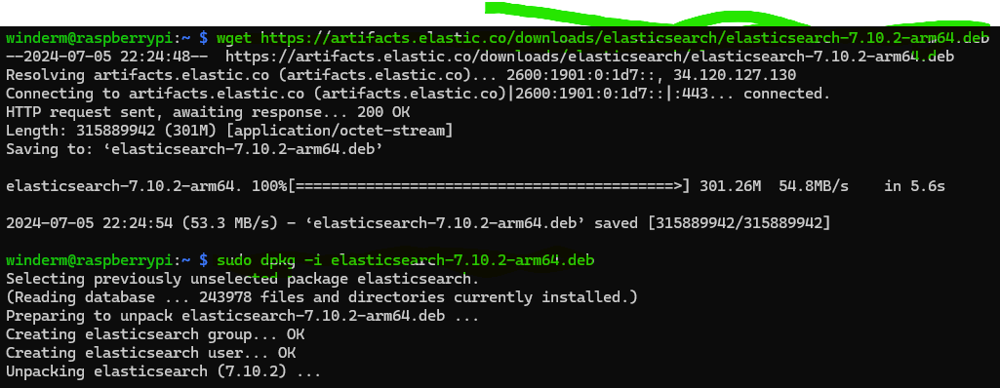 winderm@raspberrypi:~ $ wget https://artifacts.elastic.co/downloads/elasticsearch/elasticsearch-7.10.2-arm64.deb
--2024-07-05 22:24:48--  https://artifacts.elastic.co/downloads/elasticsearch/elasticsearch-7.10.2-arm64.deb
Resolving artifacts.elastic.co (artifacts.elastic.co)... 2600:1901:0:1d7::, 34.120.127.130
Connecting to artifacts.elastic.co (artifacts.elastic.co)|2600:1901:0:1d7::|:443... connected.
HTTP request sent, awaiting response... 200 OK
Length: 315889942 (301M) [application/octet-stream]
Saving to: ‘elasticsearch-7.10.2-arm64.deb’
elasticsearch-7.10.2-arm64. 100%[===========================================>] 301.26M  54.8MB/s    in 5.6s
2024-07-05 22:24:54 (53.3 MB/s) - ‘elasticsearch-7.10.2-arm64.deb’ saved [315889942/315889942]
winderm@raspberrypi:~ $ sudo dpkg -i elasticsearch-7.10.2-arm64.deb
Selecting previously unselected package elasticsearch.
(Reading database ... 243978 files and directories currently installed.)
Preparing to unpack elasticsearch-7.10.2-arm64.deb ...
Creating elasticsearch group... OK
Creating elasticsearch user... OK
Unpacking elasticsearch (7.10.2) ...